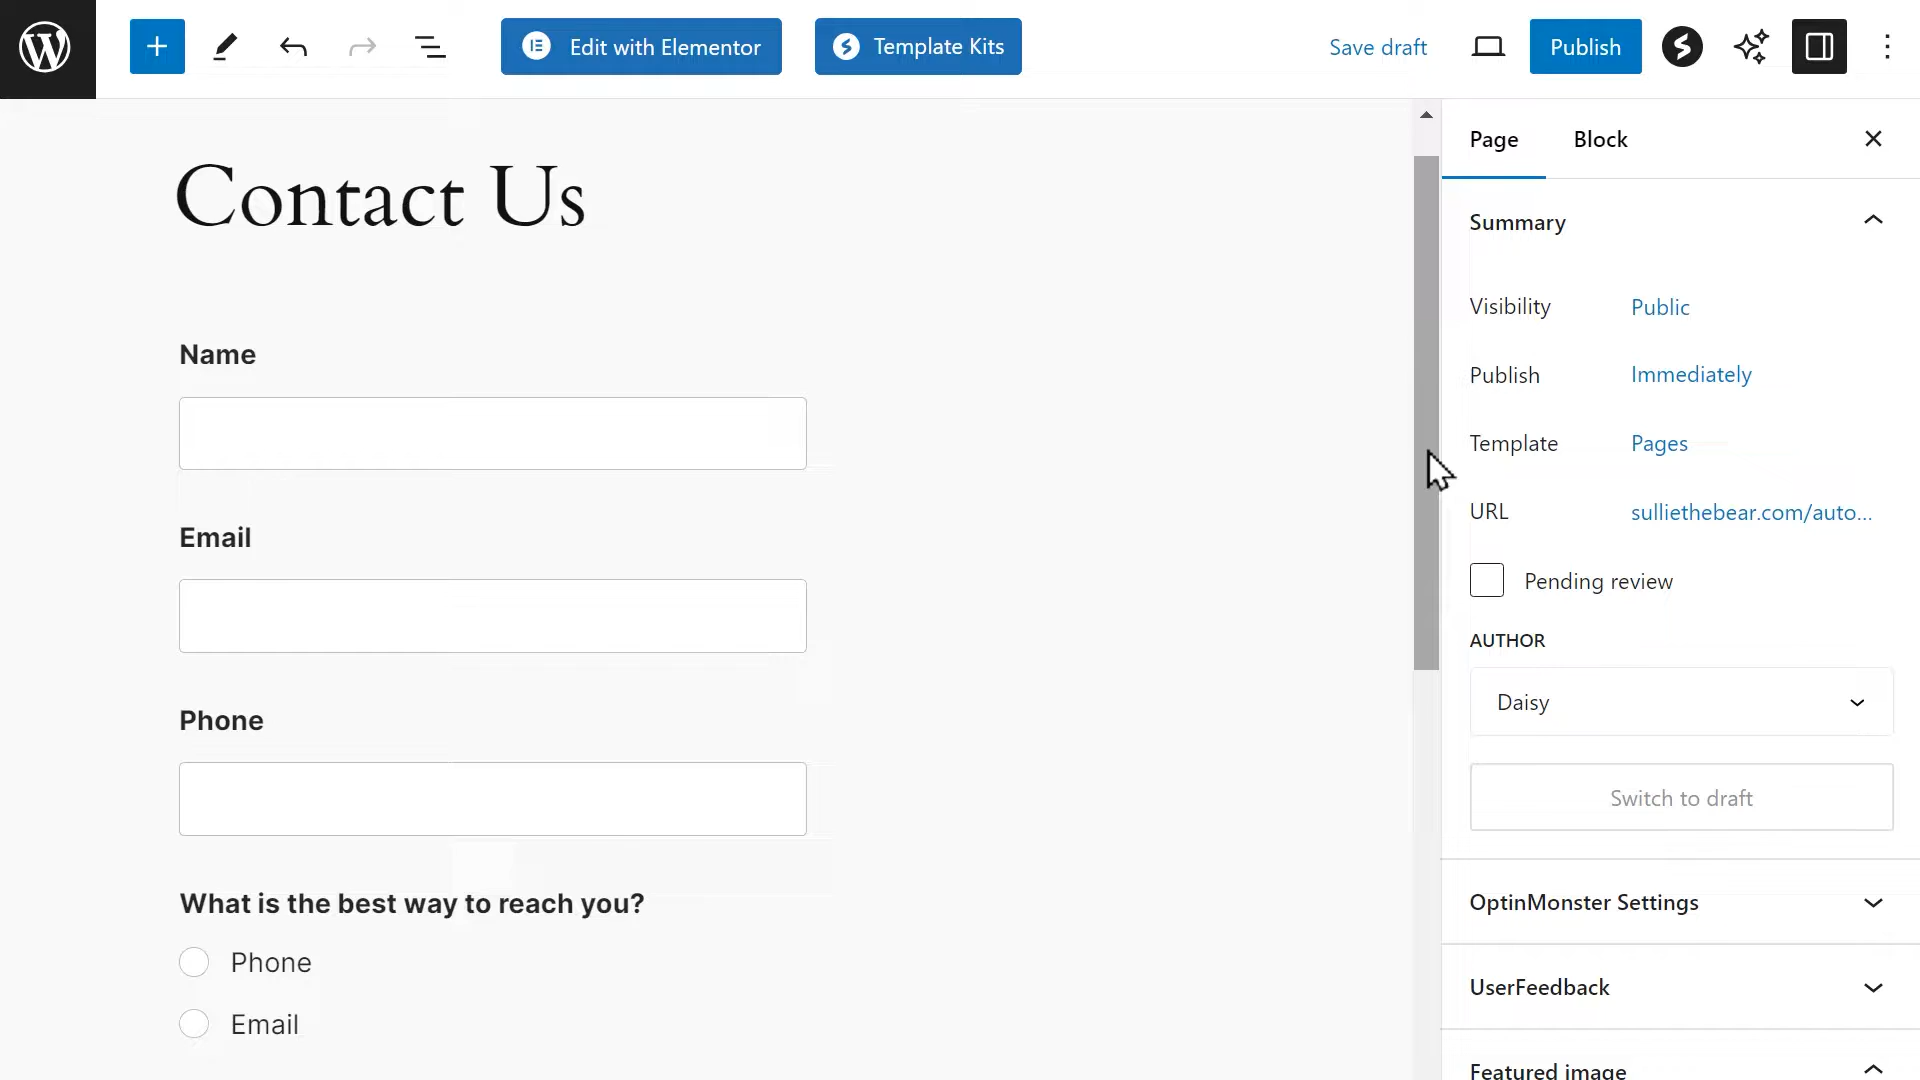 Edit with Elementor
Template Kits
Save draft
Publish
Contact Us
Name
Email
Phone
What is the best way to reach you?
Phone
Email
Page
Block
Summary
Visibility Public
Publish Immediately
Template Pages
URL sulliethebear.com/auto...
Pending review
AUTHOR
Daisy
Switch to draft
OptinMonster Settings
UserFeedback
Featured image